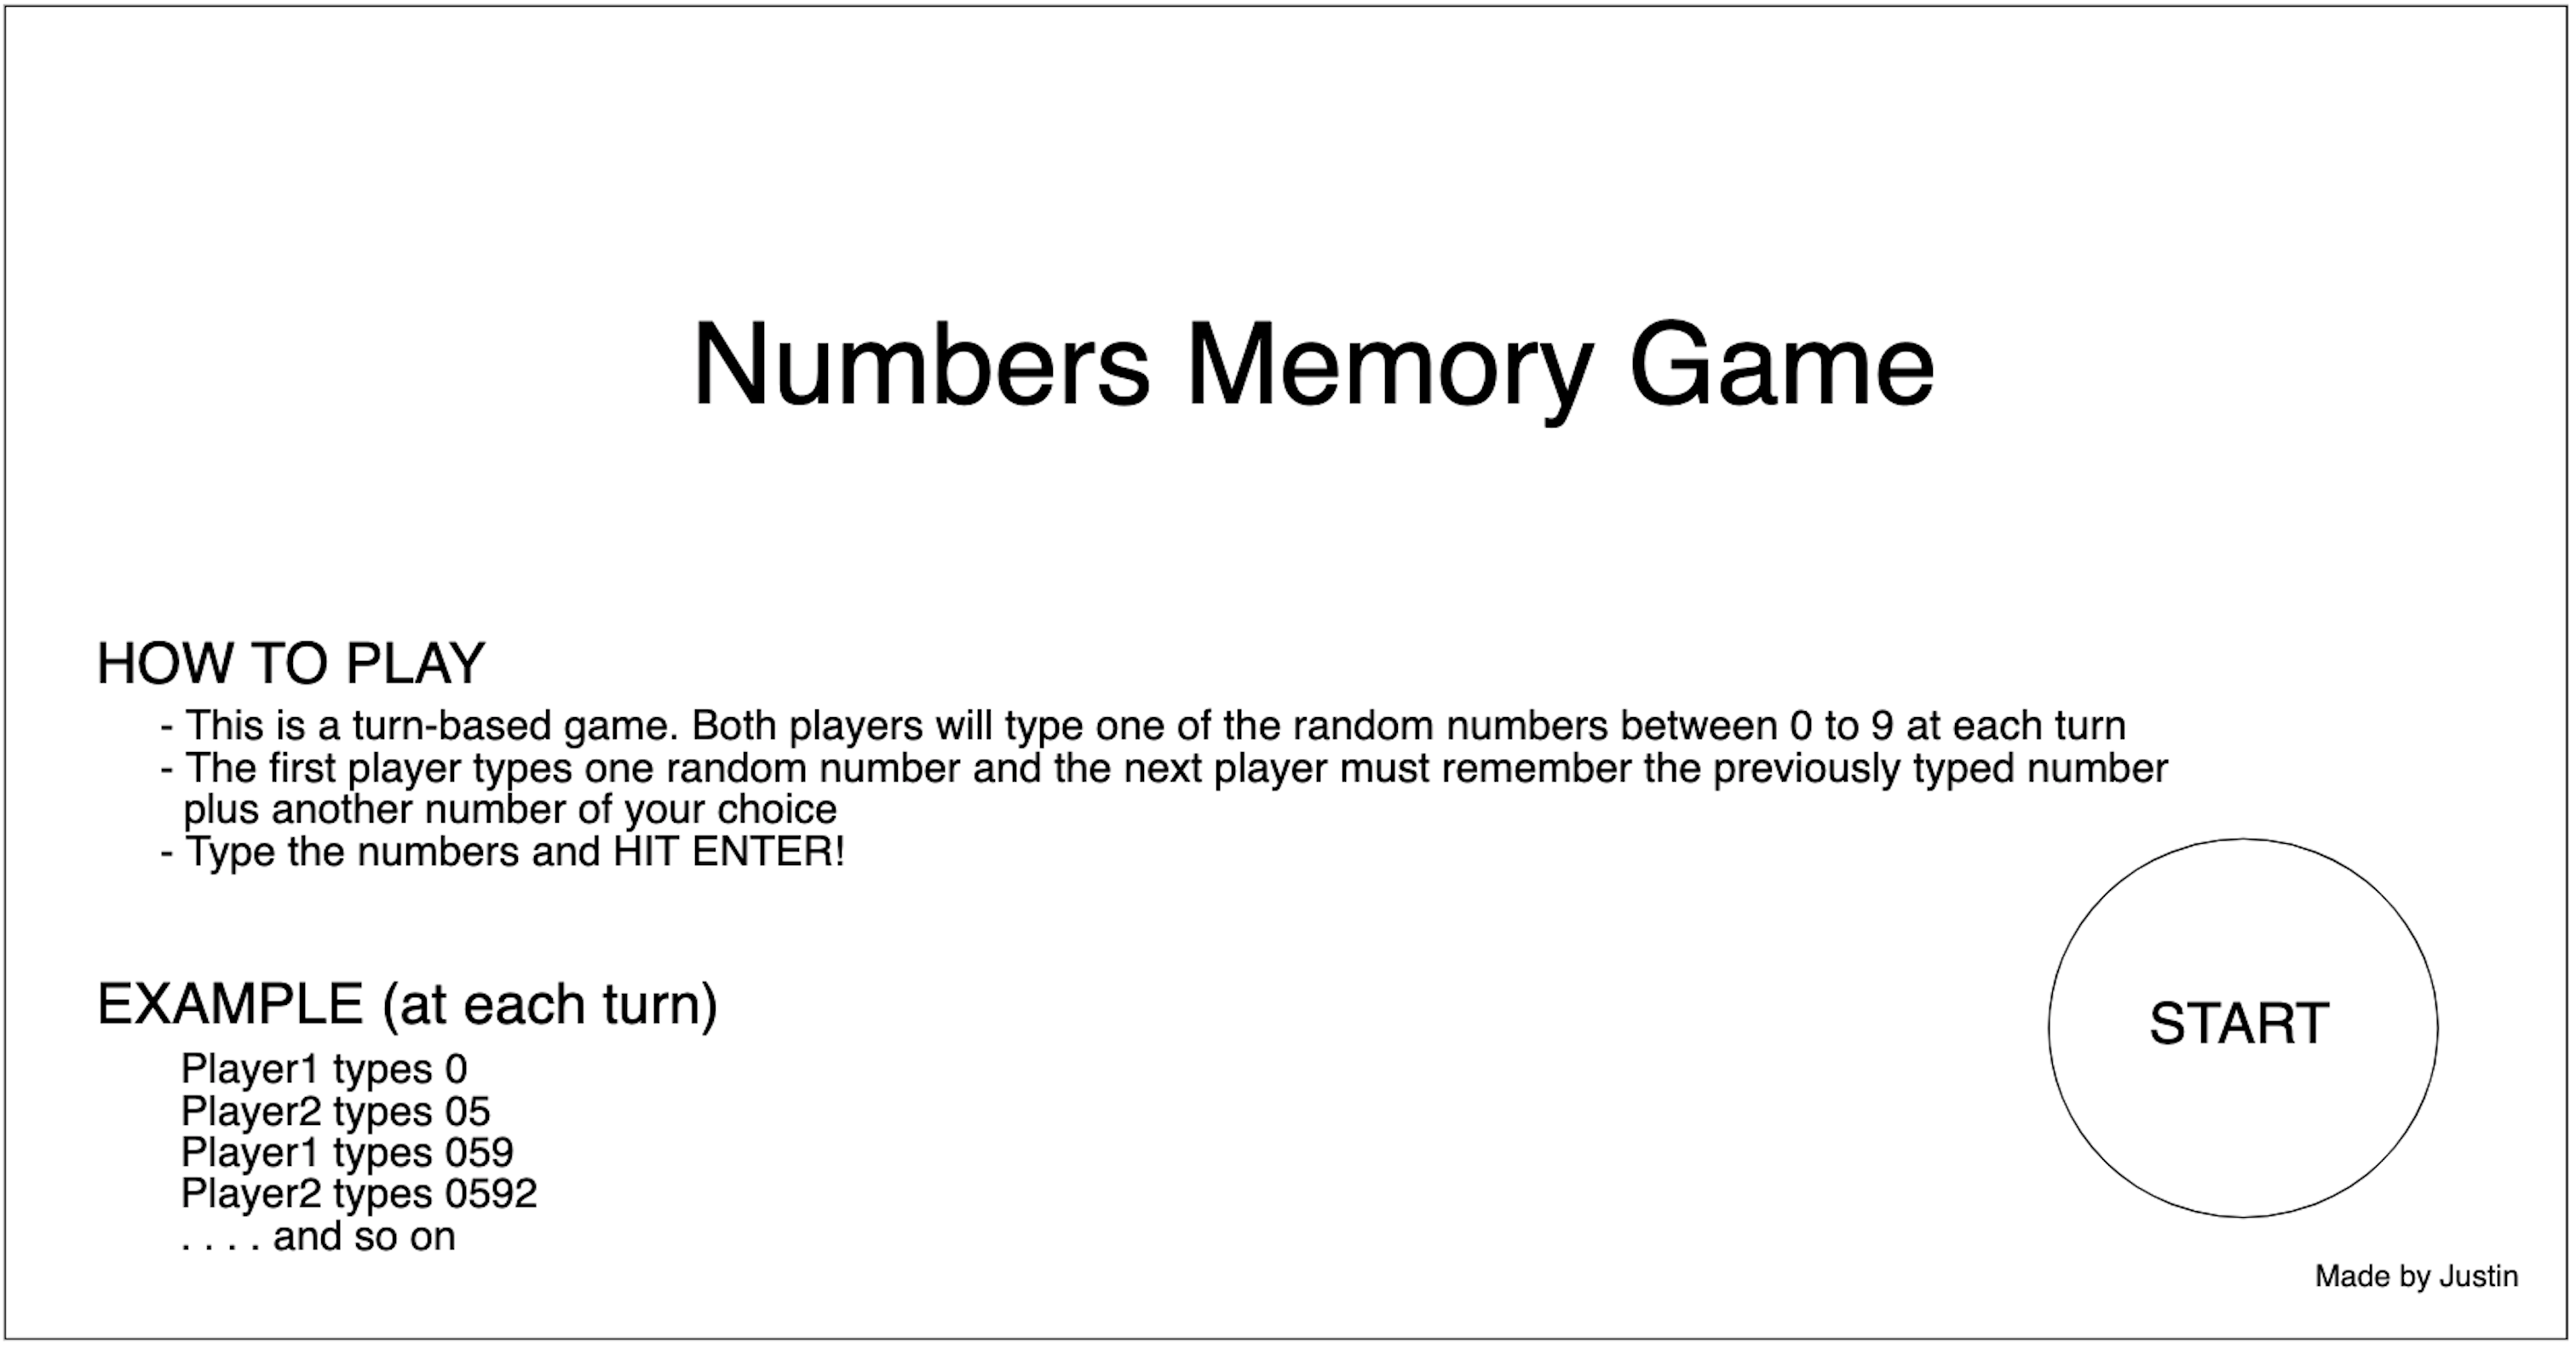 Numbers Memory Game
HOW TO PLAY
- This is a turn-based game. Both players will type one of the random numbers between 0 to 9 at each turn
- The first player types one random number and the next player must remember the previously typed number
plus another number of your choice
- Type the numbers and HIT ENTER!
EXAMPLE (at each turn)
Player1 types 0
Player2 types 05
Player1 types 059
Player2 types 0592
. . . . and so on
START
Made by Justin